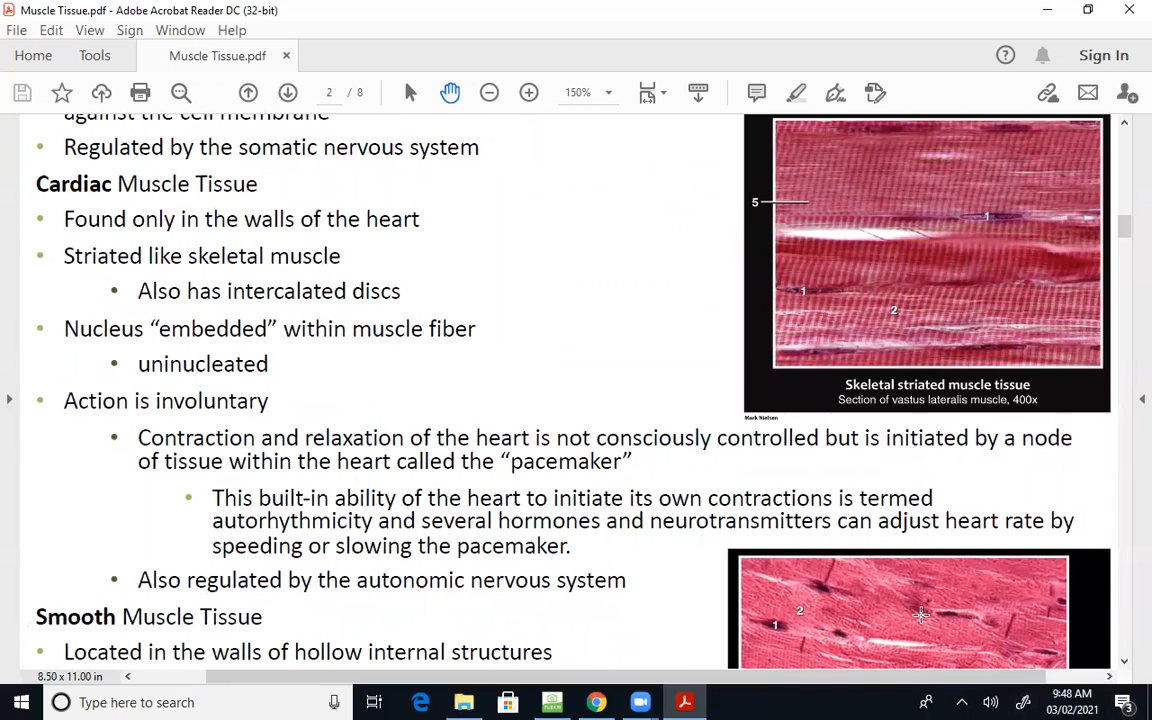 Muscle Tissue.pdf - Adobe Acrobat Reader DC (32-bit)
File Edit View Sign Window Help
Home Tools Muscle Tissue.pdf × Sign In
2 / 8 150%
against the cell membrane
• Regulated by the somatic nervous system
Cardiac Muscle Tissue
• Found only in the walls of the heart
• Striated like skeletal muscle
• Also has intercalated discs
• Nucleus “embedded” within muscle fiber
• uninucleated
• Action is involuntary
• Contraction and relaxation of the heart is not consciously controlled but is initiated by a node
of tissue within the heart called the “pacemaker”
• This built-in ability of the heart to initiate its own contractions is termed
autorhythmicity and several hormones and neurotransmitters can adjust heart rate by
speeding or slowing the pacemaker.
• Also regulated by the autonomic nervous system
Smooth Muscle Tissue
• Located in the walls of hollow internal structures
5
1
1
2
Skeletal striated muscle tissue
Section of vastus lateralis muscle, 400x
Mark Nielsen
2
1
8.50 x 11.00 in
Type here to search
9:48 AM
03/02/2021
3